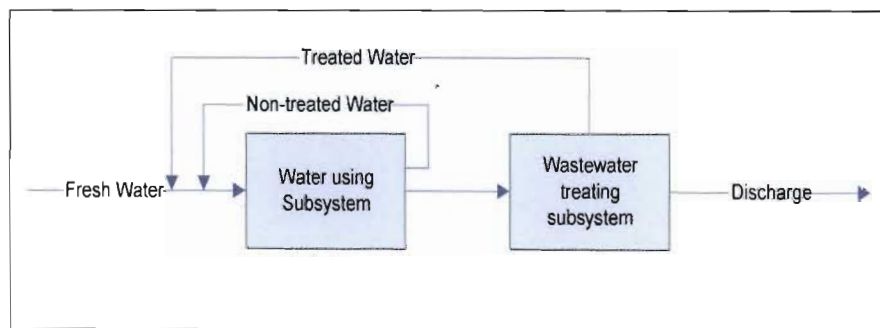 Treated Water
Non-treated Water
Fresh Water
Water using
Subsystem
Wastewater
treating
subsystem
Discharge